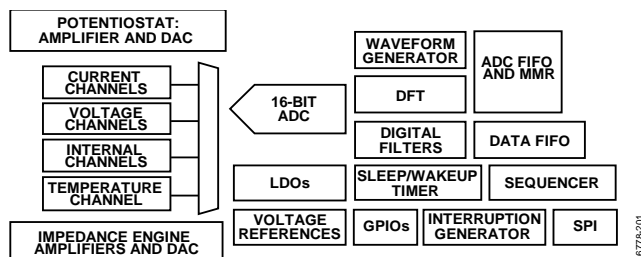 POTENTIOSTAT:
AMPLIFIER AND DAC
CURRENT
CHANNELS
VOLTAGE
CHANNELS
INTERNAL
CHANNELS
TEMPERATURE
CHANNEL
IMPEDANCE ENGINE
AMPLIFIERS AND DAC
16-BIT
ADC
WAVEFORM
GENERATOR
ADC FIFO
AND MMR
DFT
DIGITAL
FILTERS
DATA FIFO
LDOs
SLEEP/WAKEUP
TIMER
SEQUENCER
VOLTAGE
REFERENCES
GPIOs
INTERRUPTION
GENERATOR
SPI